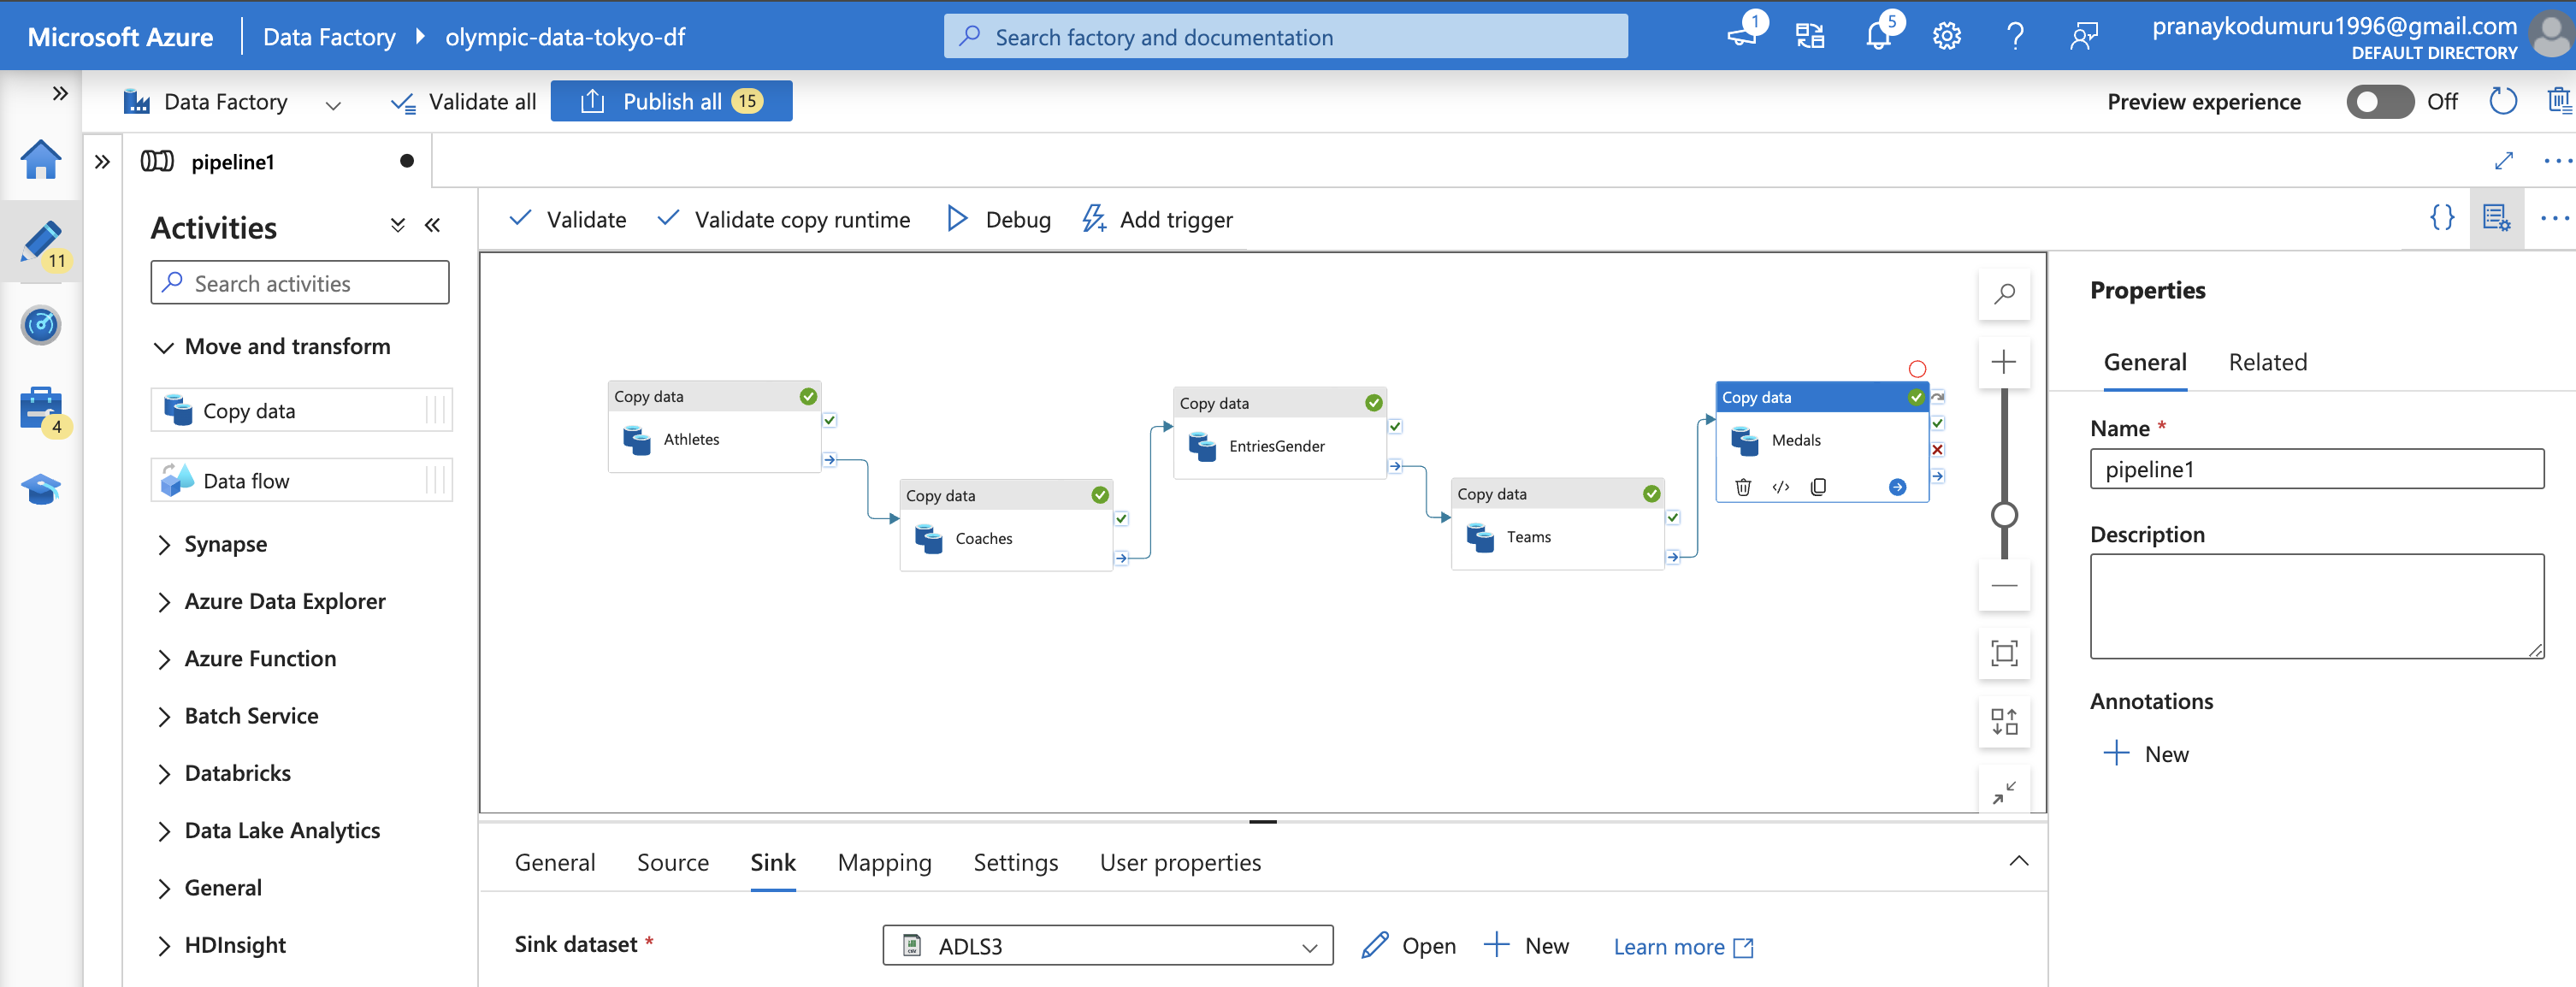 Microsoft Azure
Data Factory
olympic-data-tokyo-df
Search factory and documentation
1
5
pranaykodumuru1996@gmail.com
DEFAULT DIRECTORY
Data Factory
Validate all
Publish all 15
Preview experience
Off
pipeline1
Activities
Search activities
11
4
Move and transform
Copy data
Data flow
Synapse
Azure Data Explorer
Azure Function
Batch Service
Databricks
Data Lake Analytics
General
HDInsight
Validate
Validate copy runtime
Debug
Add trigger
{}
Copy data
Athletes
Copy data
Coaches
Copy data
EntriesGender
Copy data
Teams
Copy data
Medals
General
Source
Sink
Mapping
Settings
User properties
Sink dataset *
ADLS3
Open
New
Learn more
Properties
General
Related
Name *
pipeline1
Description
Annotations
New